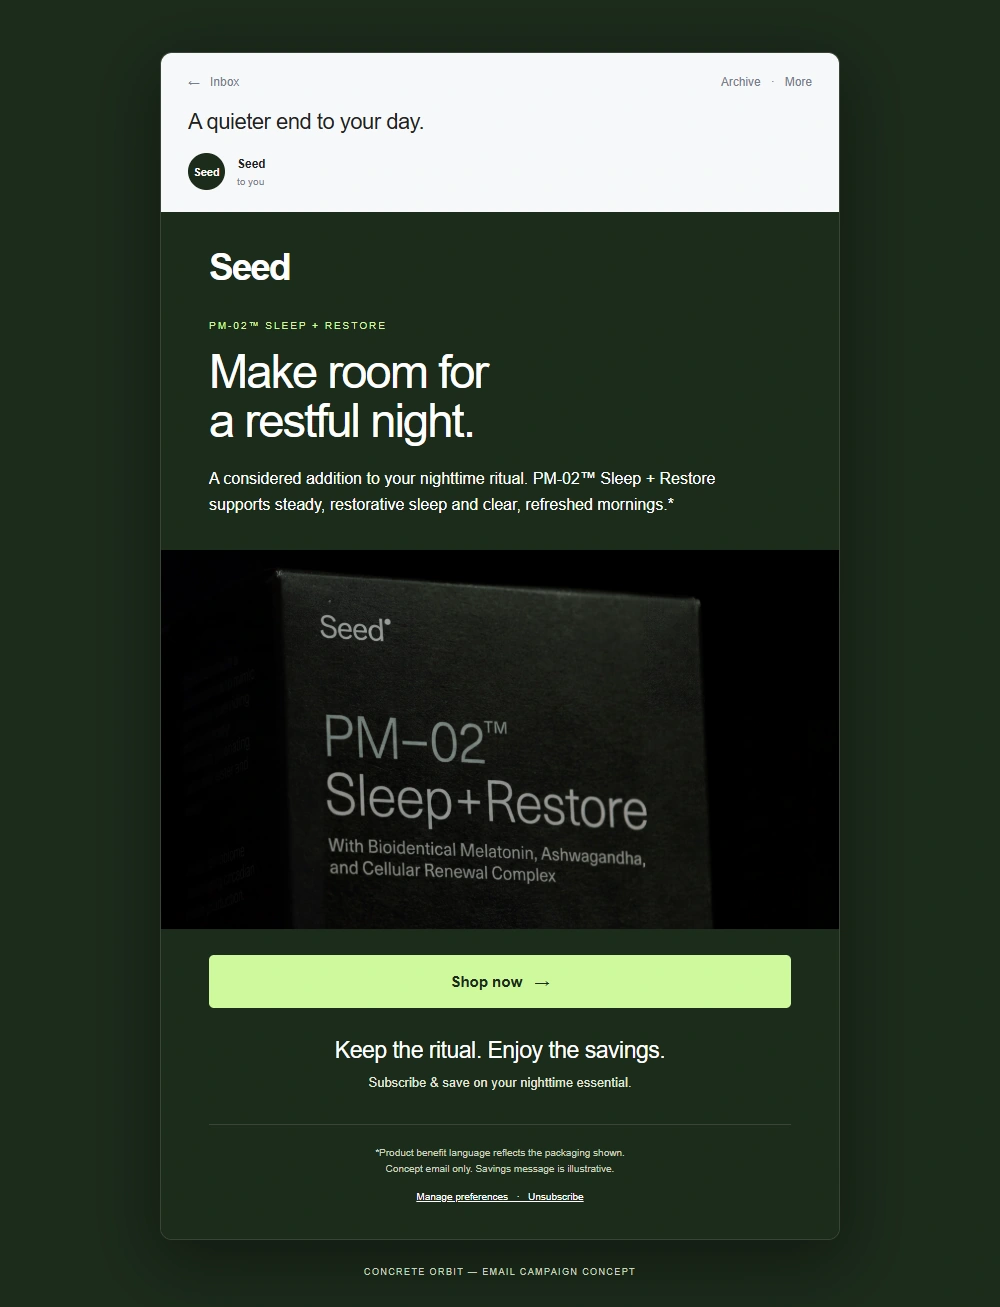 ← Inbox
Archive · More
A quieter end to your day.
Seed
Seed
to you
Seed
PM-02™ SLEEP + RESTORE
Make room for
a restful night.
A considered addition to your nighttime ritual. PM-02™ Sleep + Restore
supports steady, restorative sleep and clear, refreshed mornings.*
Seed
PM–02™
Sleep+Restore
With Bioidentical Melatonin, Ashwagandha,
and Cellular Renewal Complex
Shop now →
Keep the ritual. Enjoy the savings.
Subscribe & save on your nighttime essential.
*Product benefit language reflects the packaging shown.
Concept email only. Savings message is illustrative.
Manage preferences · Unsubscribe
CONCRETE ORBIT — EMAIL CAMPAIGN CONCEPT